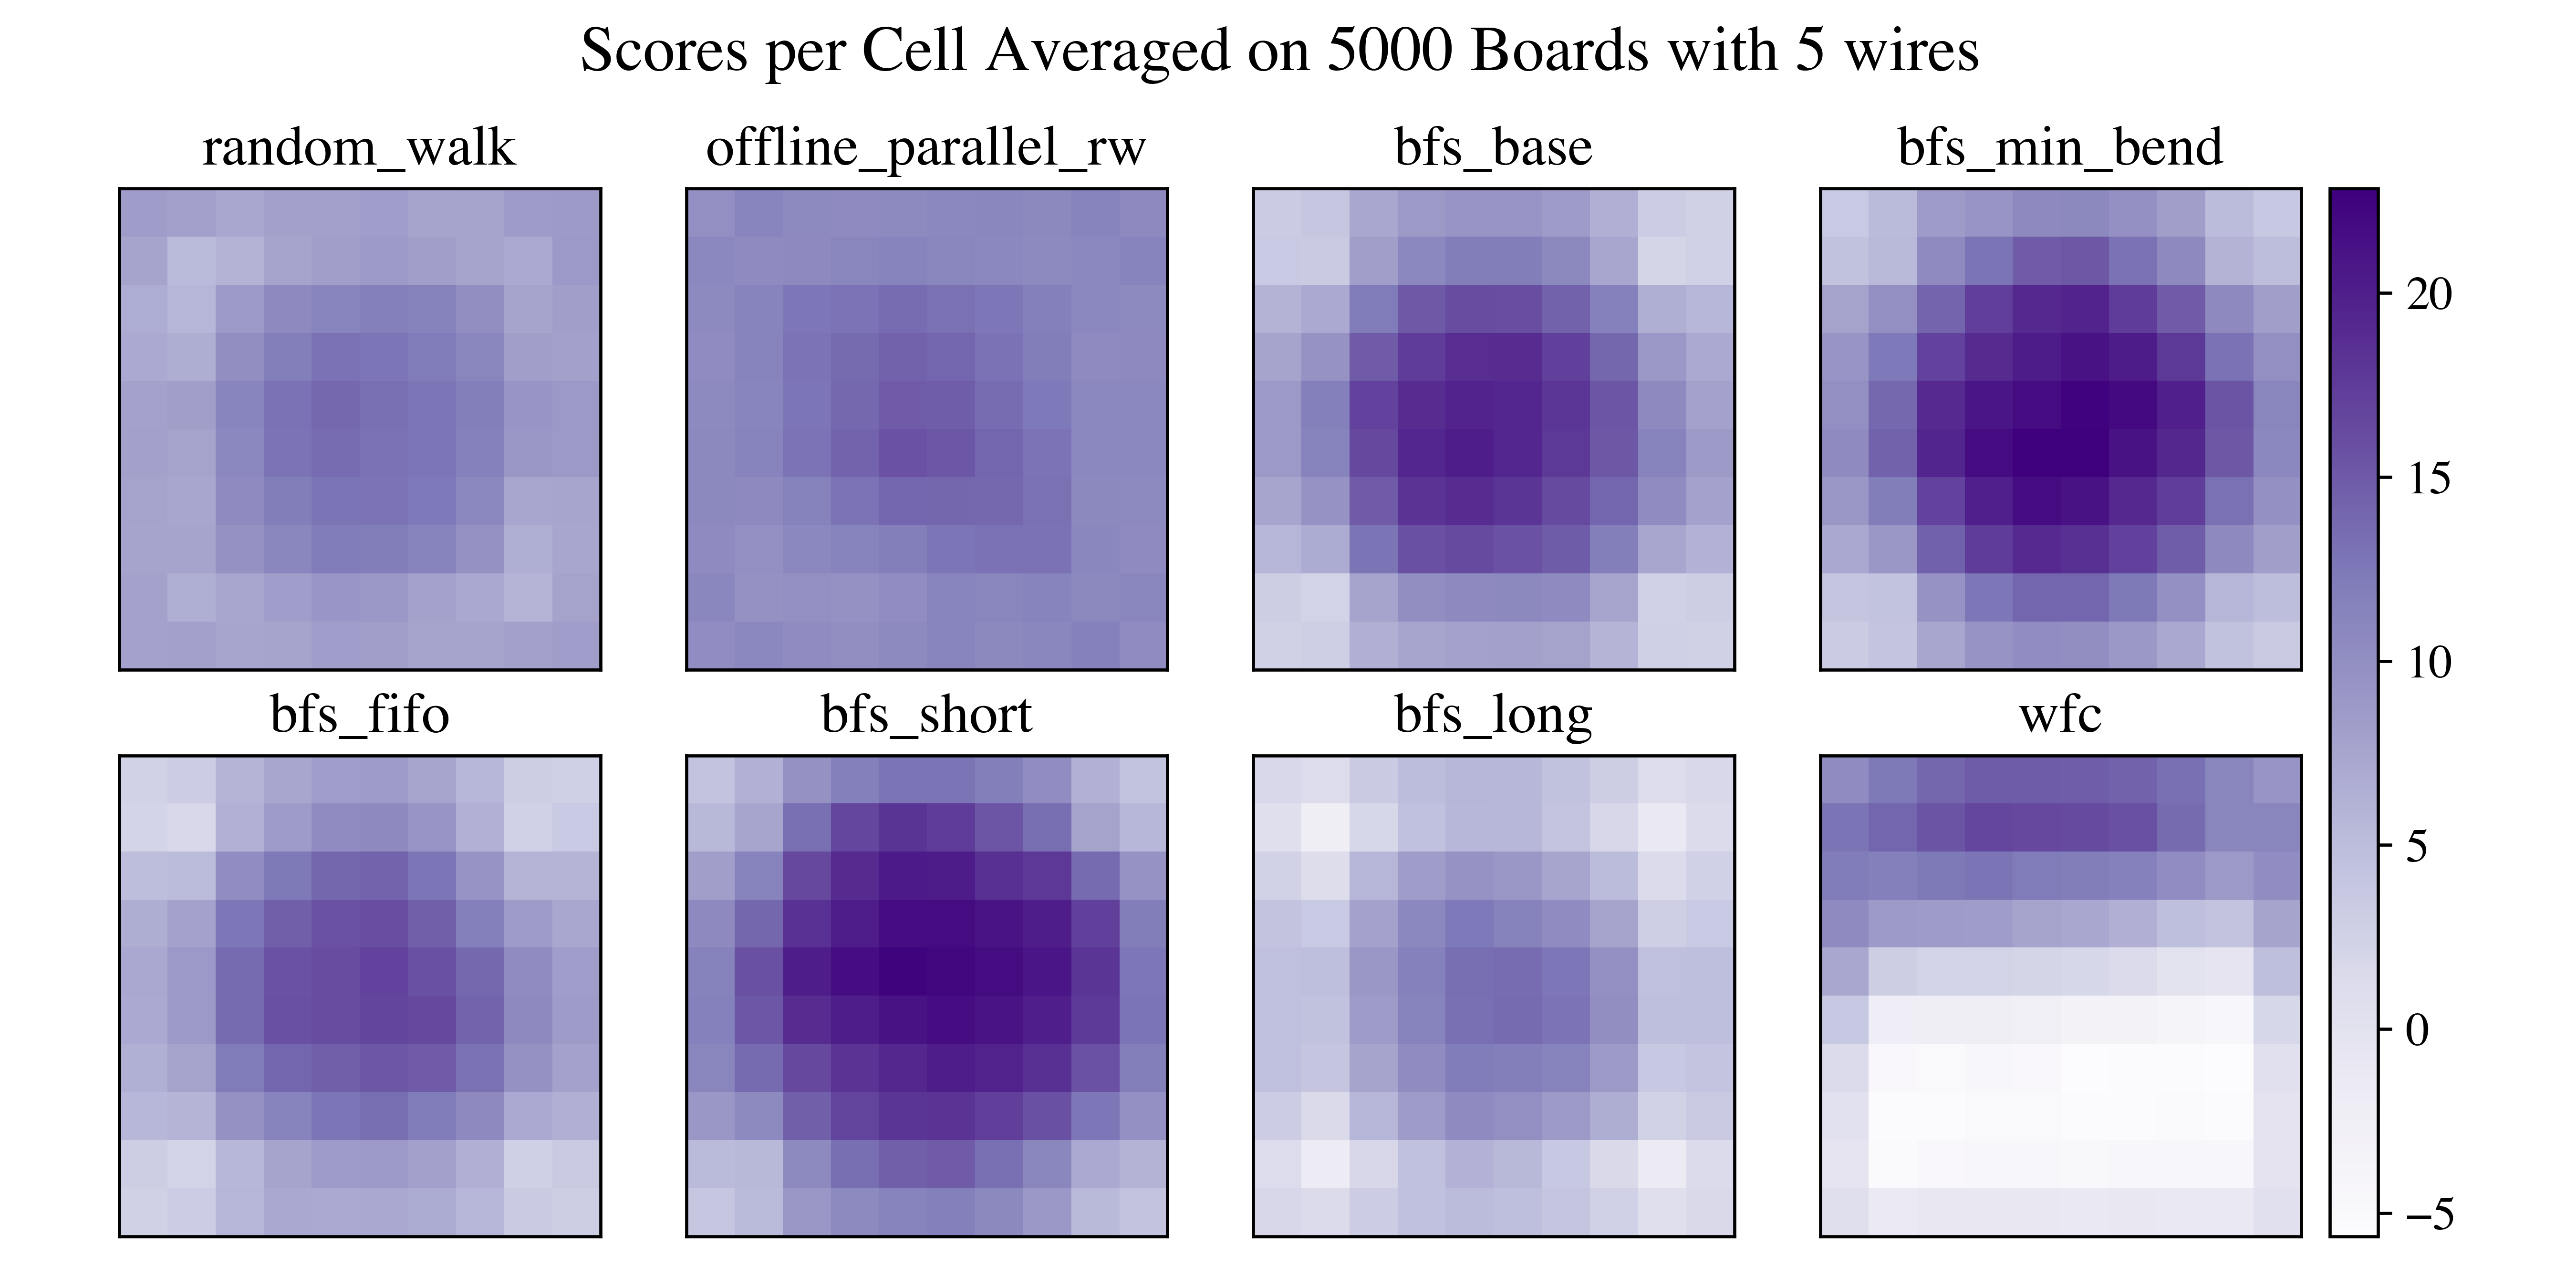 Scores per Cell Averaged on 5000 Boards with 5 wires
random_walk offline_parallel_rw bfs_base bfs_min_bend
20
15
10
bfs_fifo bfs_short bfs_long wfc
5
0
−5